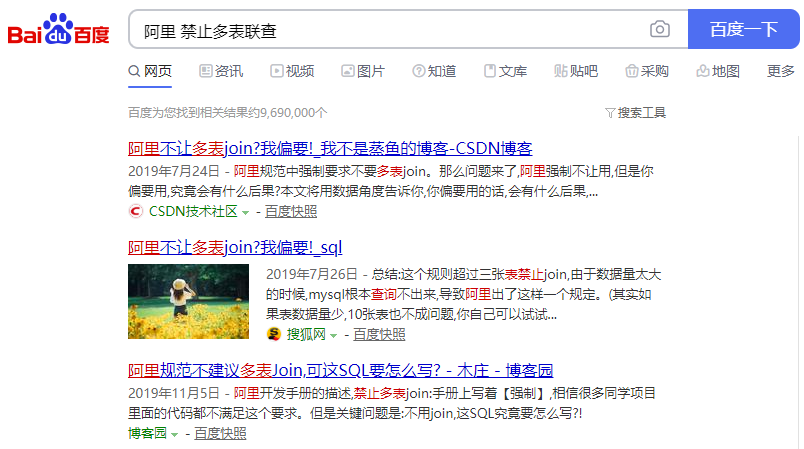 Bai du 百度 阿里 禁止多表联查 百度一下
网页 资讯 视频 图片 知道 文库 贴吧 采购 地图 更多
百度为您找到相关结果约9,690,000个 搜索工具
阿里不让多表join?我偏要!_我不是蒸鱼的博客-CSDN博客
2019年7月24日 - 阿里规范中强制要求不要多表join。那么问题来了,阿里强制不让用,但是你
偏要用,究竟会有什么后果?本文将用数据角度告诉你,你偏要用的话,会有什么后果,...
CSDN技术社区 - 百度快照
阿里不让多表join?我偏要!_sql
2019年7月26日 - 总结:这个规则超过三张表禁止join,由于数据量太大
的时候,mysql根本查询不出来,导致阿里出了这样一个规定。(其实如
果表数据量少,10张表也不成问题,你自己可以试试...
搜狐网 - 百度快照
阿里规范不建议多表Join,可这SQL要怎么写? - 木庄 - 博客园
2019年11月5日 - 阿里开发手册的描述,禁止多表join:手册上写着【强制】,相信很多同学项目
里面的代码都不满足这个要求。但是关键问题是:不用join,这SQL究竟要怎么写?!
博客园 - 百度快照